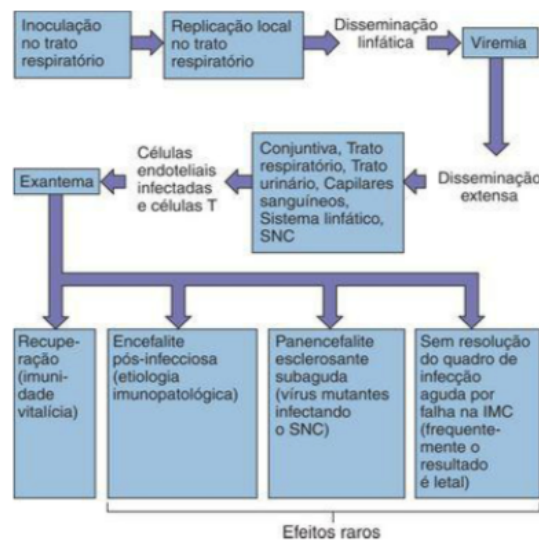 Inoculação
no trato
respiratório
Replicação local
no trato
respiratório
Disseminação
linfática
Viremia
Disseminação
extensa
Conjuntiva, Trato
respiratório, Trato
urinário, Capilares
sanguíneos,
Sistema linfático,
SNC
Células
endoteliais
infectadas
e células T
Exantema
Recupe-
ração
(imuni-
dade
vitalícia)
Encefalite
pós-infecciosa
(etiologia
imunopatológica)
Panencefalite
esclerosante
subaguda
(vírus mutantes
infectando
o SNC)
Sem resolução
do quadro de
infecção
aguda por
falha na IMC
(frequente-
mente o
resultado
é letal)
Efeitos raros